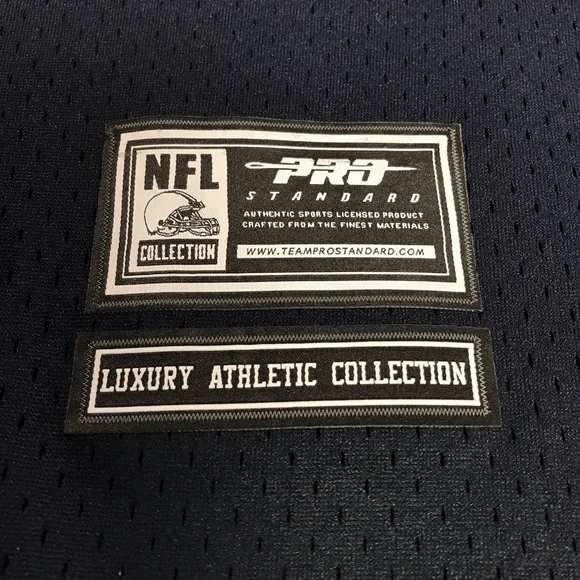 NFL
COLLECTION
PRO
STANDARD
AUTHENTIC SPORTS LICENSED PRODUCT
CRAFTED FROM THE FINEST MATERIALS
WWW.TEAMPROSTANDARD.COM
LUXURY ATHLETIC COLLECTION